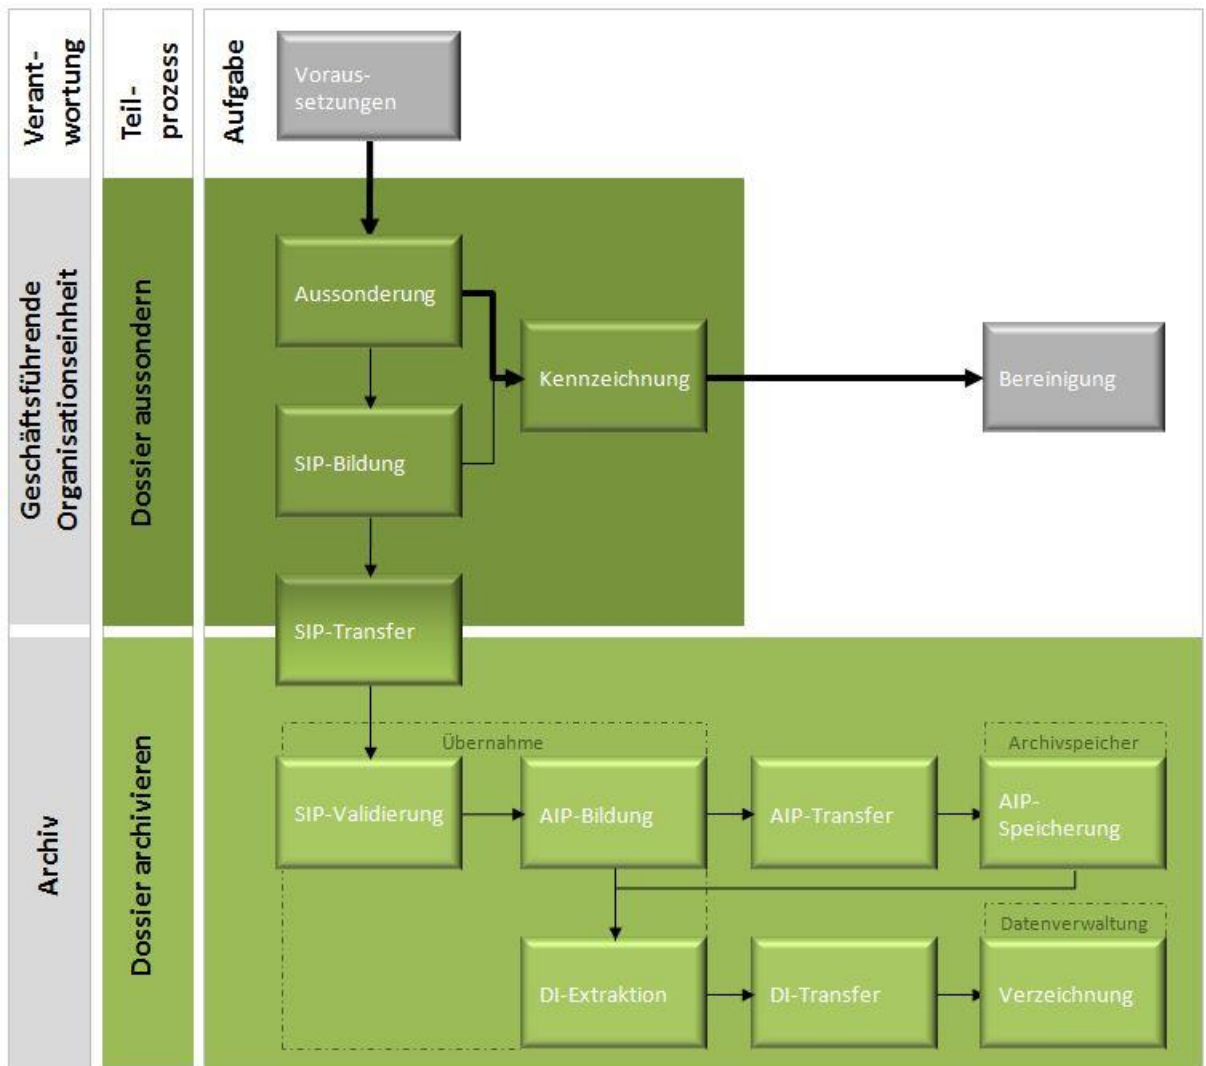 Verant-
wortung
Teil-
prozess
Aufgabe
Voraus-
setzungen
Geschäftsführende
Organisationseinheit
Dossier aussondern
Aussonderung
Kennzeichnung
Bereinigung
SIP-Bildung
SIP-Transfer
Archiv
Dossier archivieren
Übernahme
Archivspeicher
SIP-Validierung
AIP-Bildung
AIP-Transfer
AIP-
Speicherung
Datenverwaltung
DI-Extraktion
DI-Transfer
Verzeichnung